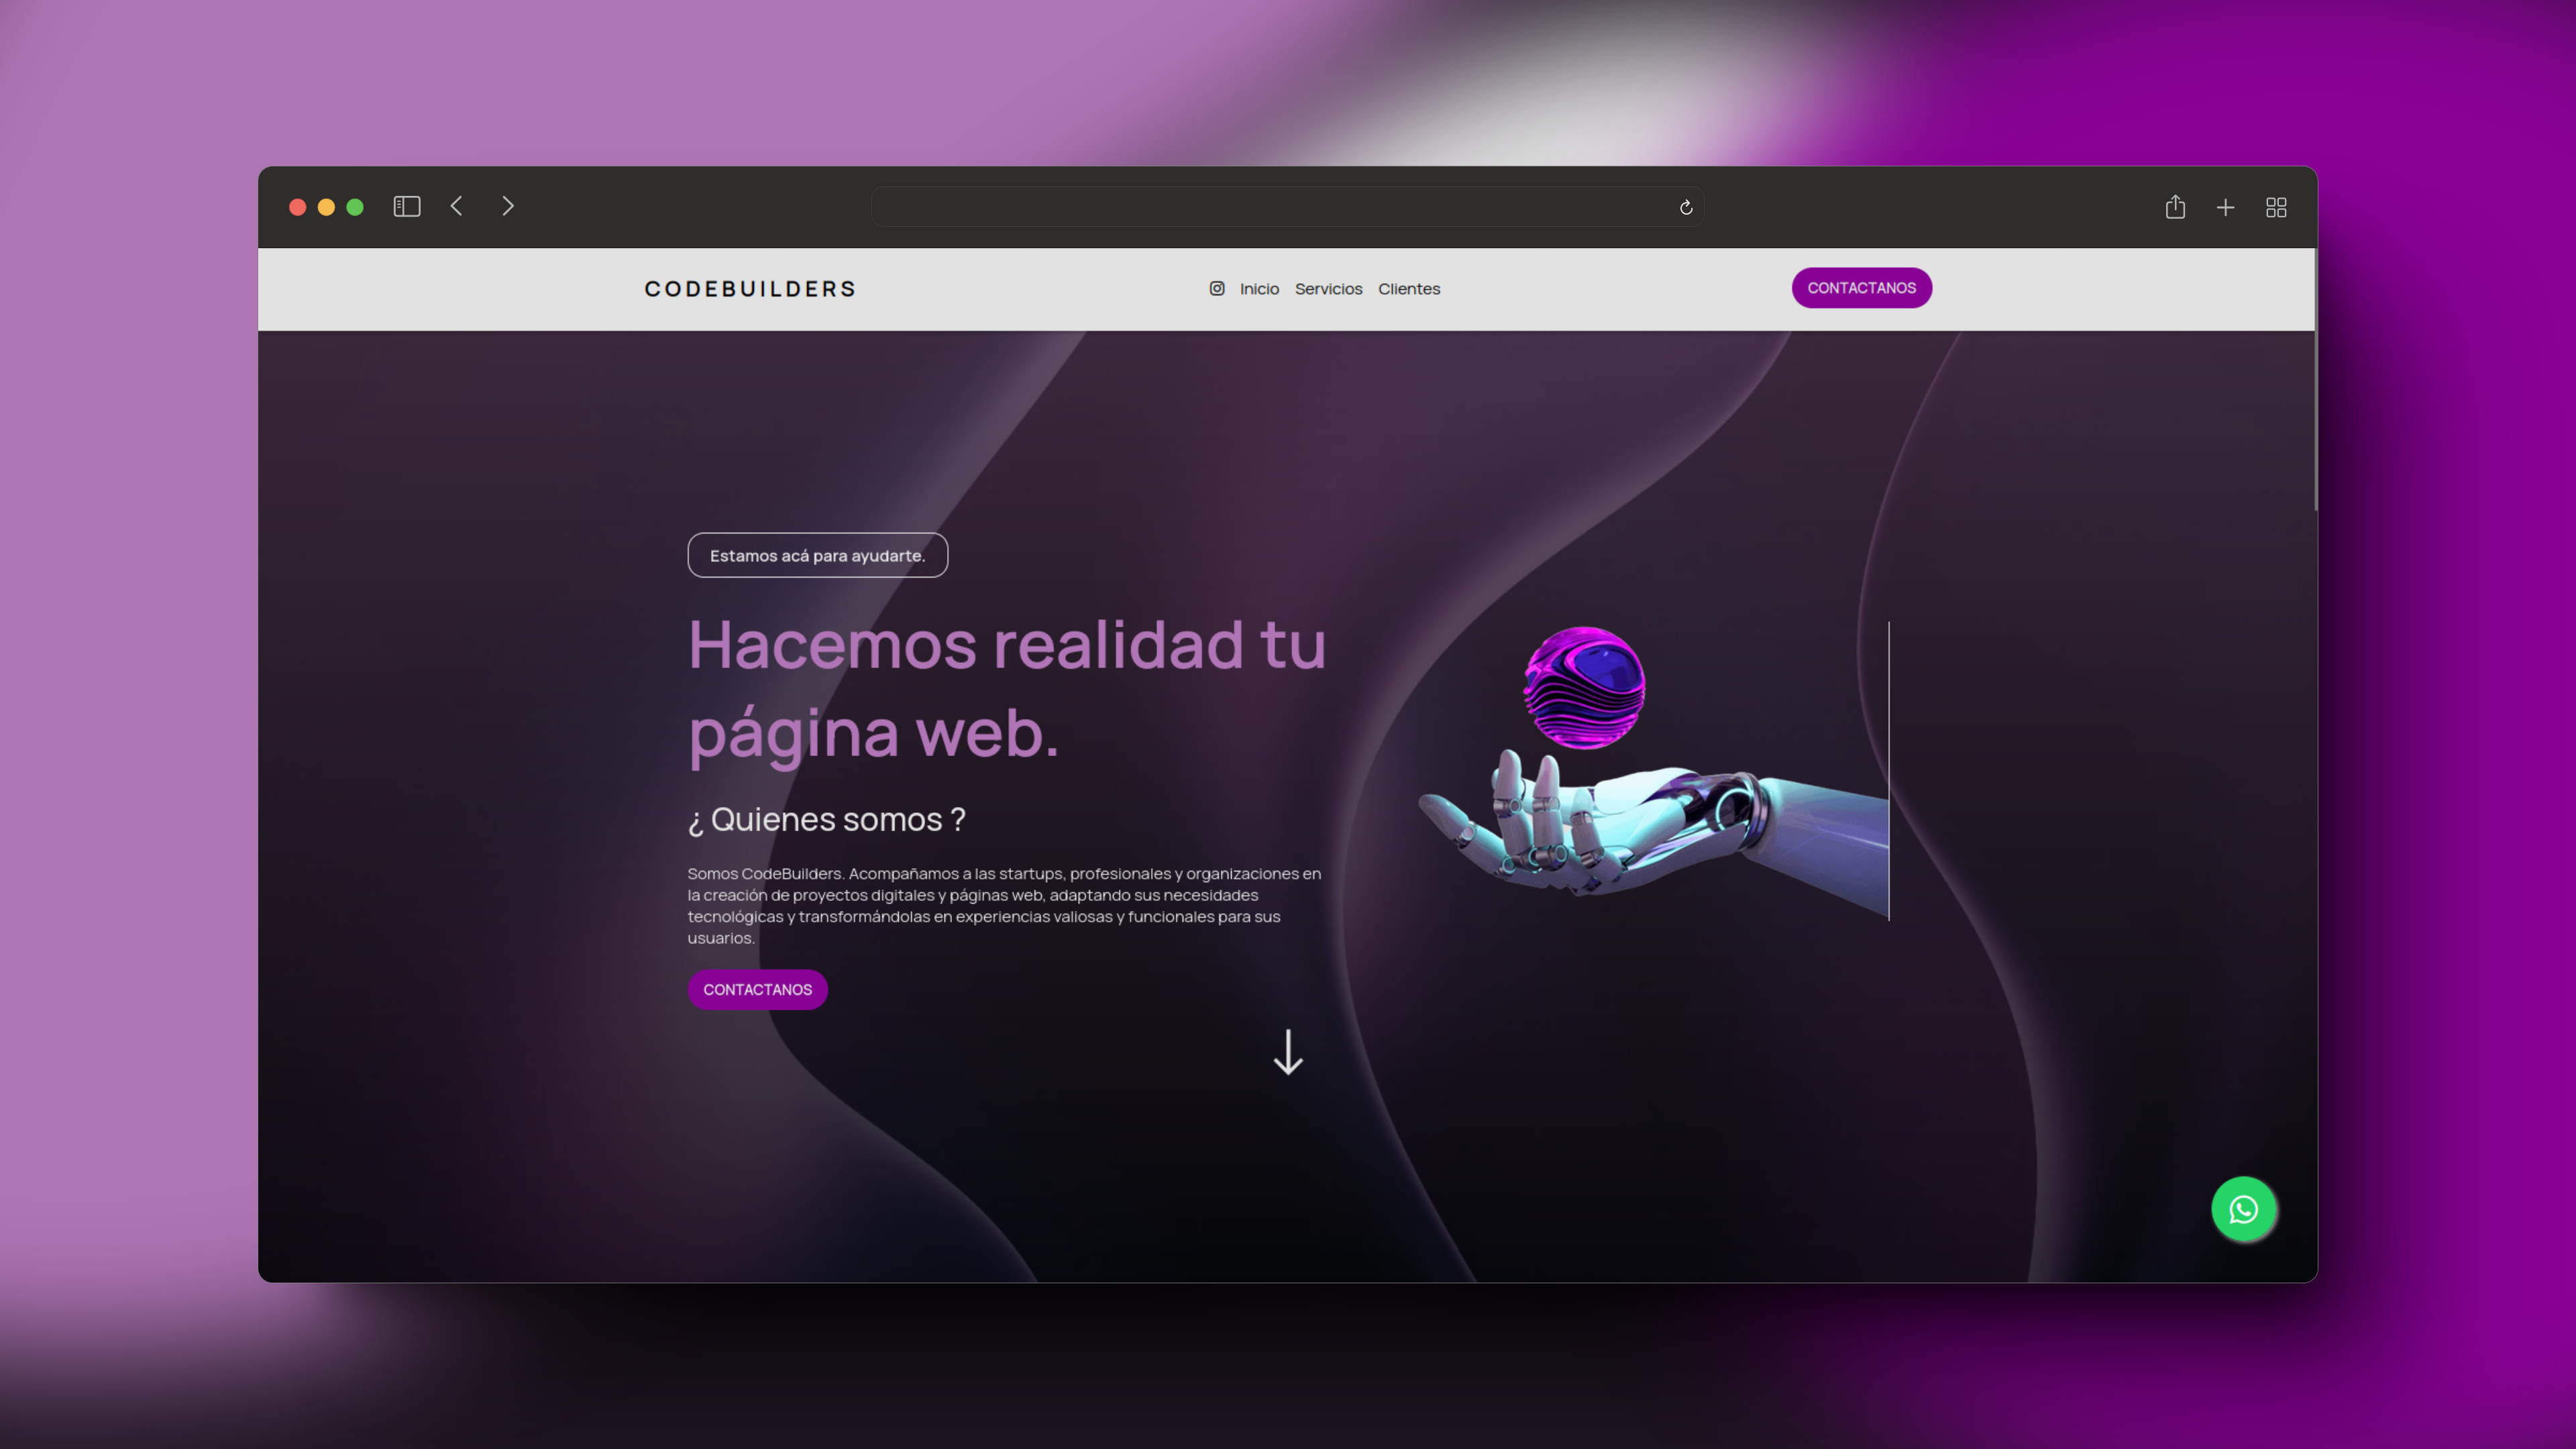 CODEBUILDERS
Inicio Servicios Clientes
CONTACTANOS
Estamos acá para ayudarte.
Hacemos realidad tu
página web.
¿ Quienes somos ?
Somos CodeBuilders. Acompañamos a las startups, profesionales y organizaciones en
la creación de proyectos digitales y páginas web, adaptando sus necesidades
tecnológicas y transformándolas en experiencias valiosas y funcionales para sus
usuarios.
CONTACTANOS